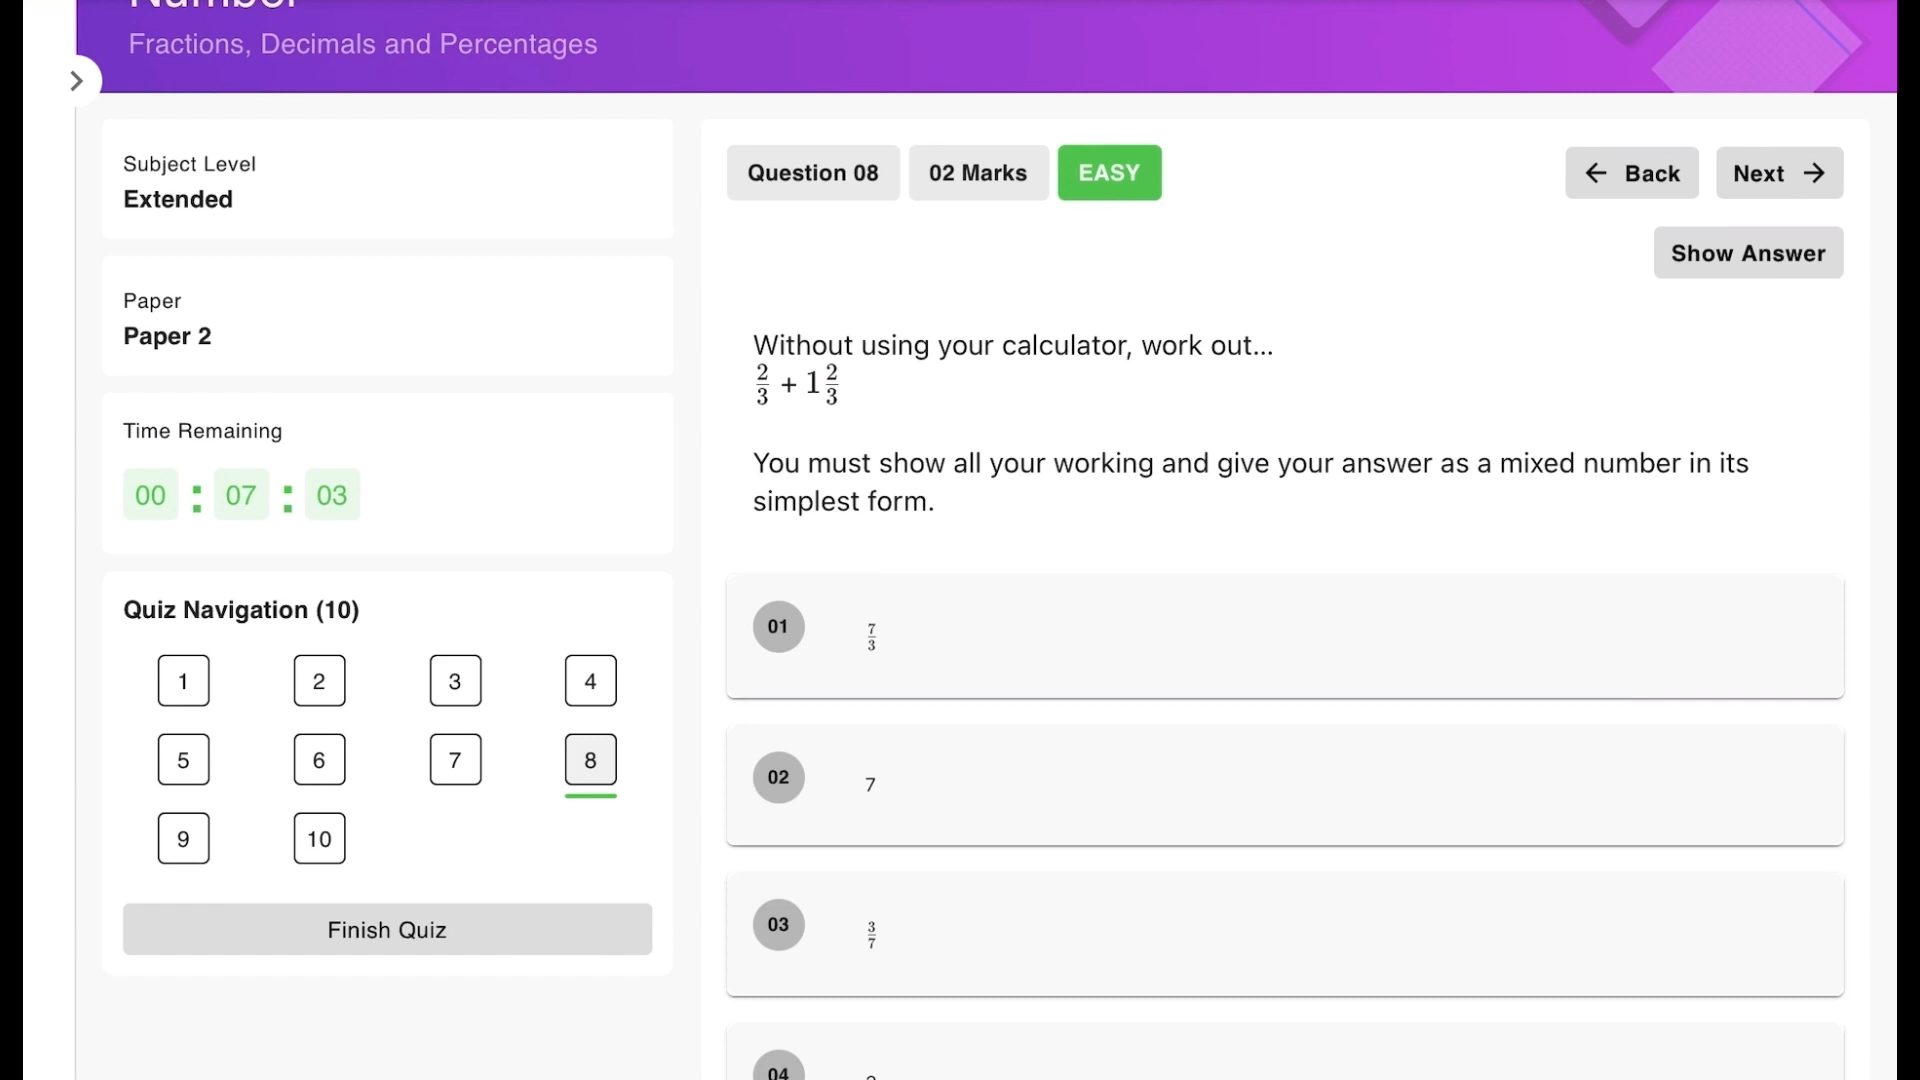 Number
Fractions, Decimals and Percentages
Subject Level
Extended
Paper
Paper 2
Time Remaining
00 : 07 : 03
Quiz Navigation (10)
1 2 3 4
5 6 7 8
9 10
Finish Quiz
Question 08 02 Marks EASY
← Back Next →
Show Answer
Without using your calculator, work out...
2/3 + 1 2/3
You must show all your working and give your answer as a mixed number in its
simplest form.
01 7/3
02 7
03 3/7
04